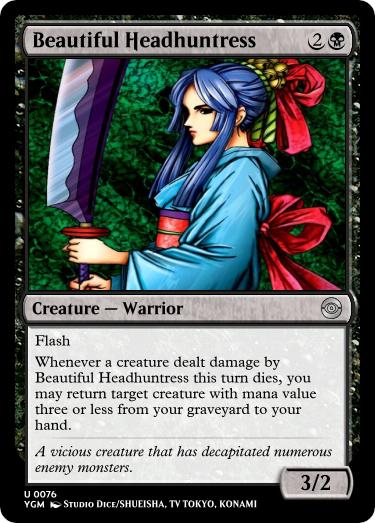 Beautiful Headhuntress 2
Creature — Warrior
Flash
Whenever a creature dealt damage by
Beautiful Headhuntress this turn dies, you
may return target creature with mana value
three or less from your graveyard to your
hand.
A vicious creature that has decapitated numerous
enemy monsters.
3/2
U 0076
YGM Studio Dice/SHUEISHA, TV TOKYO, KONAMI